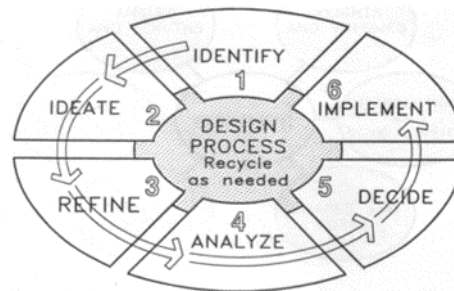 IDENTIFY
1
IDEATE
2
6
IMPLEMENT
DESIGN
PROCESS
Recycle
as needed
REFINE
3
5
DECIDE
4
ANALYZE